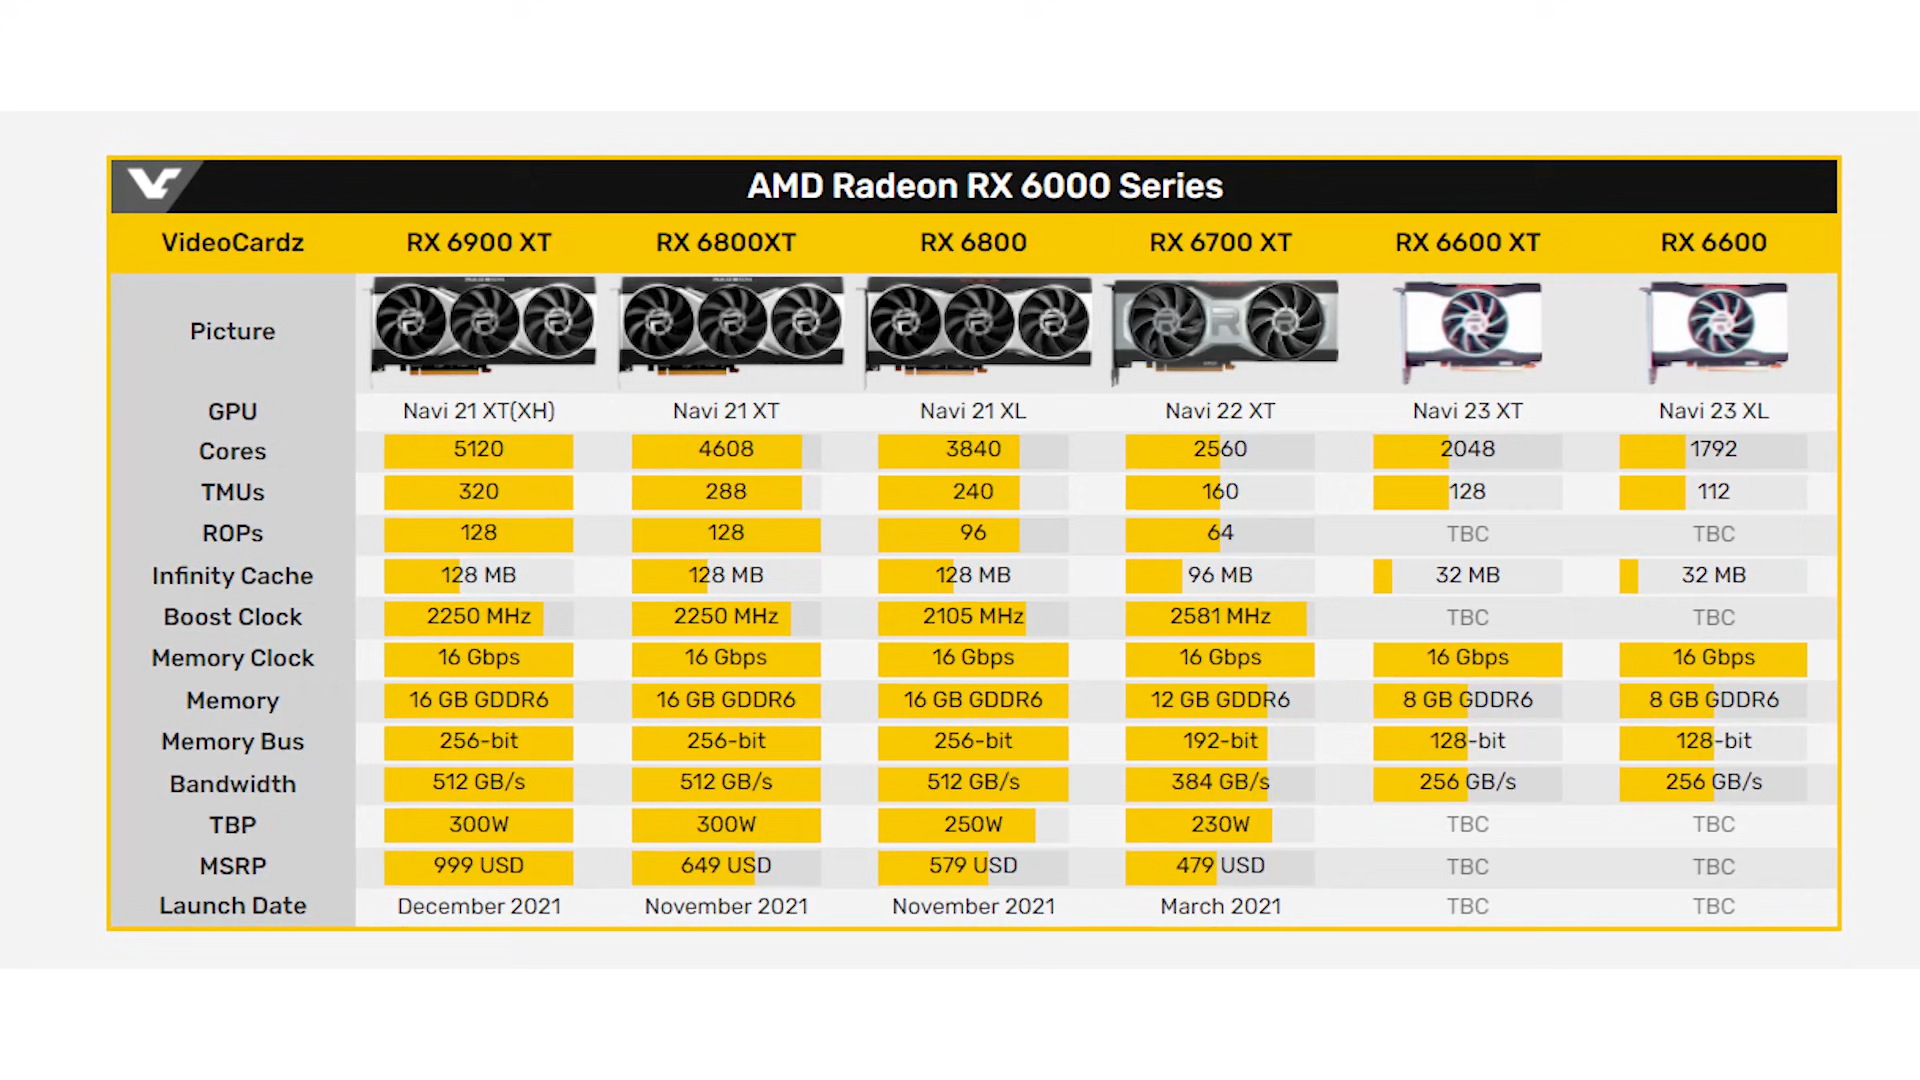 AMD Radeon RX 6000 Series
VideoCardz RX 6900 XT RX 6800XT RX 6800 RX 6700 XT RX 6600 XT RX 6600
Picture
GPU Navi 21 XT(XH) Navi 21 XT Navi 21 XL Navi 22 XT Navi 23 XT Navi 23 XL
Cores 5120 4608 3840 2560 2048 1792
TMUs 320 288 240 160 128 112
ROPs 128 128 96 64 TBC TBC
Infinity Cache 128 MB 128 MB 128 MB 96 MB 32 MB 32 MB
Boost Clock 2250 MHz 2250 MHz 2105 MHz 2581 MHz TBC TBC
Memory Clock 16 Gbps 16 Gbps 16 Gbps 16 Gbps 16 Gbps 16 Gbps
Memory 16 GB GDDR6 16 GB GDDR6 16 GB GDDR6 12 GB GDDR6 8 GB GDDR6 8 GB GDDR6
Memory Bus 256-bit 256-bit 256-bit 192-bit 128-bit 128-bit
Bandwidth 512 GB/s 512 GB/s 512 GB/s 384 GB/s 256 GB/s 256 GB/s
TBP 300W 300W 250W 230W TBC TBC
MSRP 999 USD 649 USD 579 USD 479 USD TBC TBC
Launch Date December 2021 November 2021 November 2021 March 2021 TBC TBC